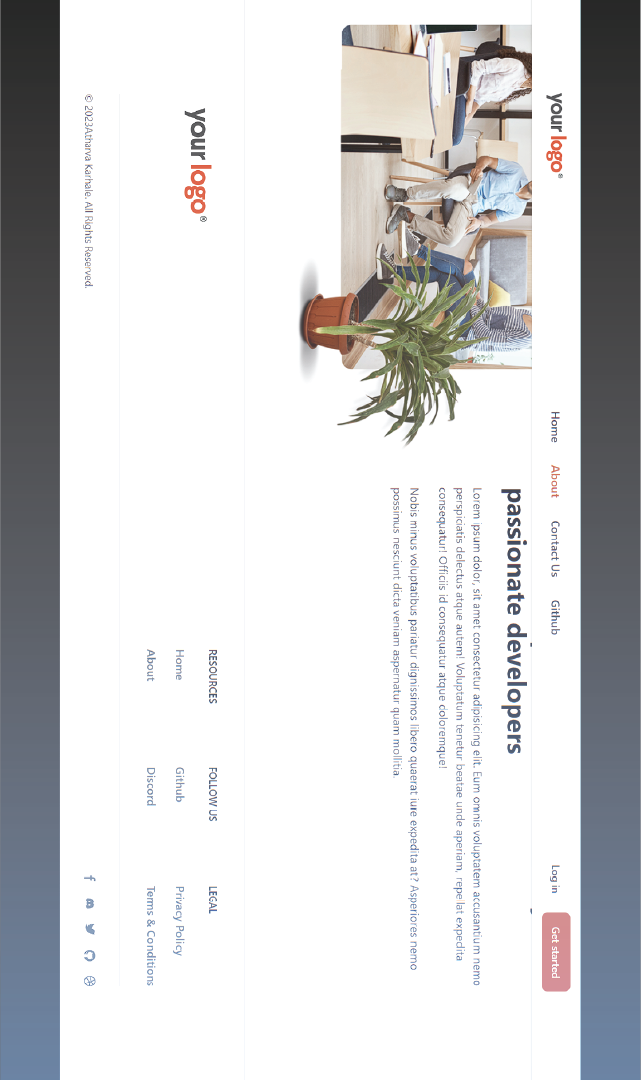 your logo®
Home
About
Contact Us
Github
Log in
Get started
passionate developers
Lorem ipsum dolor, sit amet consectetur adipisicing elit. Eum omnis voluptatem accusantium nemo
perspiciatis delectus atque autem! Voluptatum tenetur beatae unde aperiam, repellat expedita
consequatur! Officiis id consequatur atque doloremque!
Nobis minus voluptatibus pariatur dignissimos libero quaerat iure expedita at? Asperiores nemo
possimus nesciunt dicta veniam aspernatur quam mollitia.
your logo®
RESOURCES
Home
About
FOLLOW US
Github
Discord
LEGAL
Privacy Policy
Terms & Conditions
© 2023Atharva Karhale. All Rights Reserved.